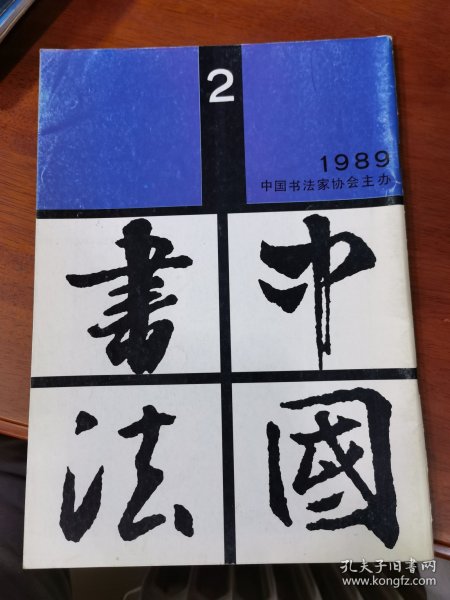 2
1989
中国书法家协会主办
中國
書法
孔夫子旧书网
www.kongfz.com